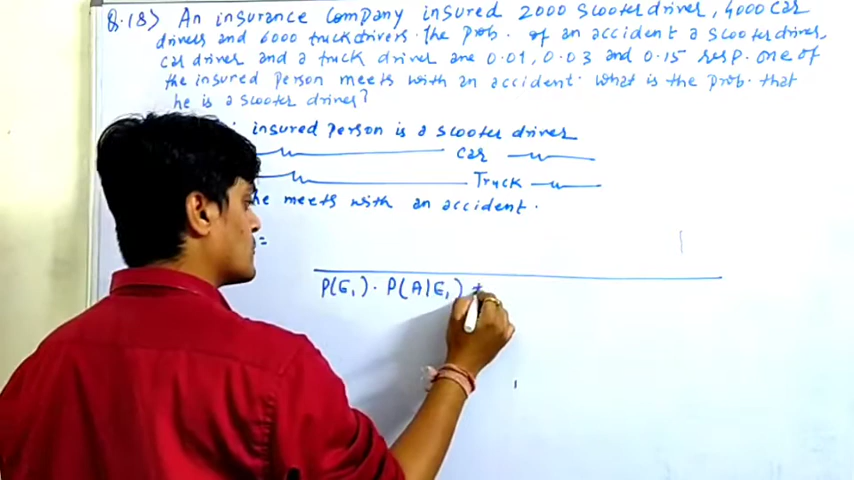 Q.18) An insurance Company insured 2000 scooter driver, 4000 car
drivers and 6000 truck drivers. The prob. of an accident a scooter driver,
car driver and a truck driver are 0.01, 0.03 and 0.15 resp. one of
the insured person meets with an accident. What is the prob. that
he is a scooter driver?
insured person is a scooter driver
car
Truck
he meets with an accident.
=
P(E₁) . P(A|E₁) +